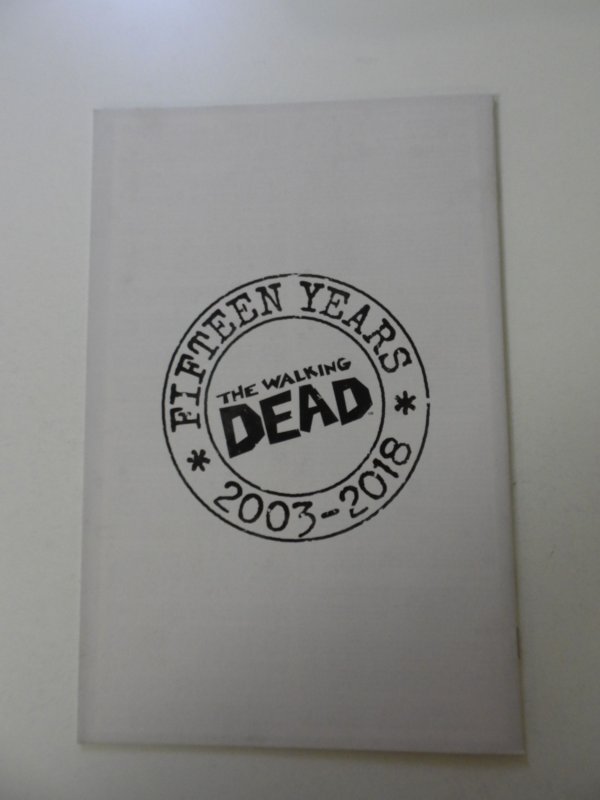 FIFTEEN YEARS
THE WALKING
DEAD
* 2003-2018 *